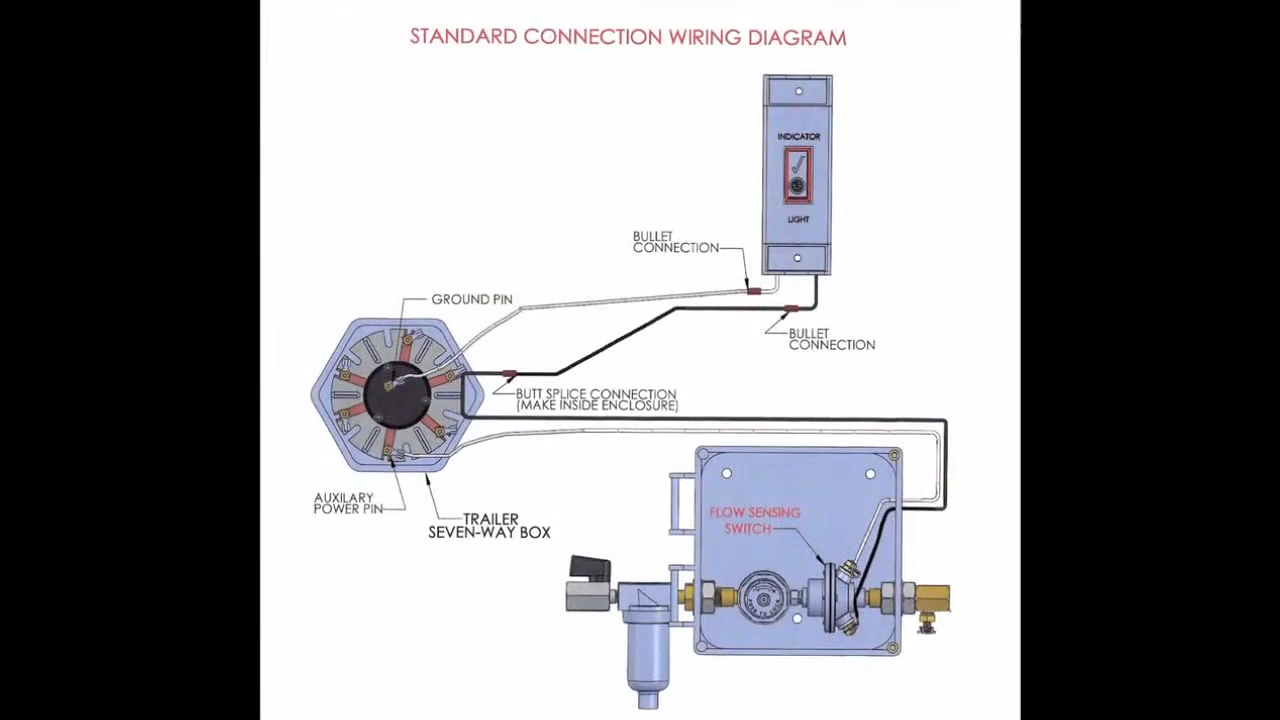 STANDARD CONNECTION WIRING DIAGRAM
INDICATOR
LIGHT
BULLET
CONNECTION
GROUND PIN
BULLET
CONNECTION
BUTT SPLICE CONNECTION
(MAKE INSIDE ENCLOSURE)
AUXILARY
POWER PIN
TRAILER
SEVEN-WAY BOX
FLOW SENSING
SWITCH